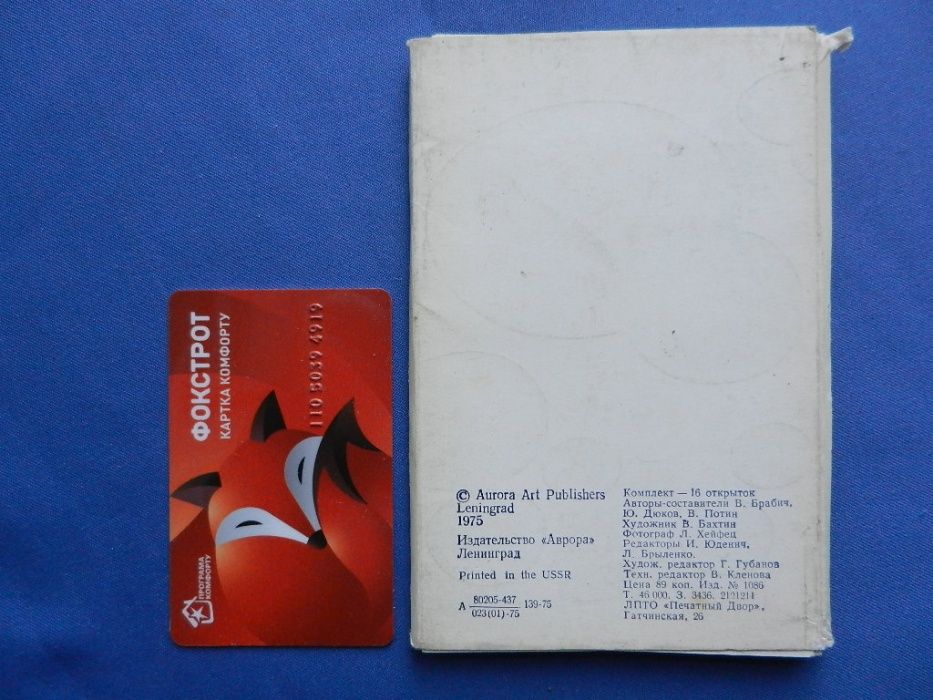 ФОКСТРОТ
КАРТКА КОМФОРТУ
110 5039 4919
ПРОГРАМА
КОМФОРТУ
© Aurora Art Publishers
Leningrad
1975
Издательство «Аврора»
Ленинград
Printed in the USSR
А 80205-437 139-75
023(01)-75
Комплект — 16 открыток
Авторы-составители В. Брабич,
Ю. Дюков, В. Потин
Художник В. Бахтин
Фотограф Л. Хейфец
Редакторы И. Юденич,
Л. Брыленко.
Худож. редактор Г. Губанов
Техн. редактор В. Кленова
Цена 89 коп. Изд. № 1086
Т. 46 000. З. 3436. 2121214
ЛПТО «Печатный Двор»,
Гатчинская, 26